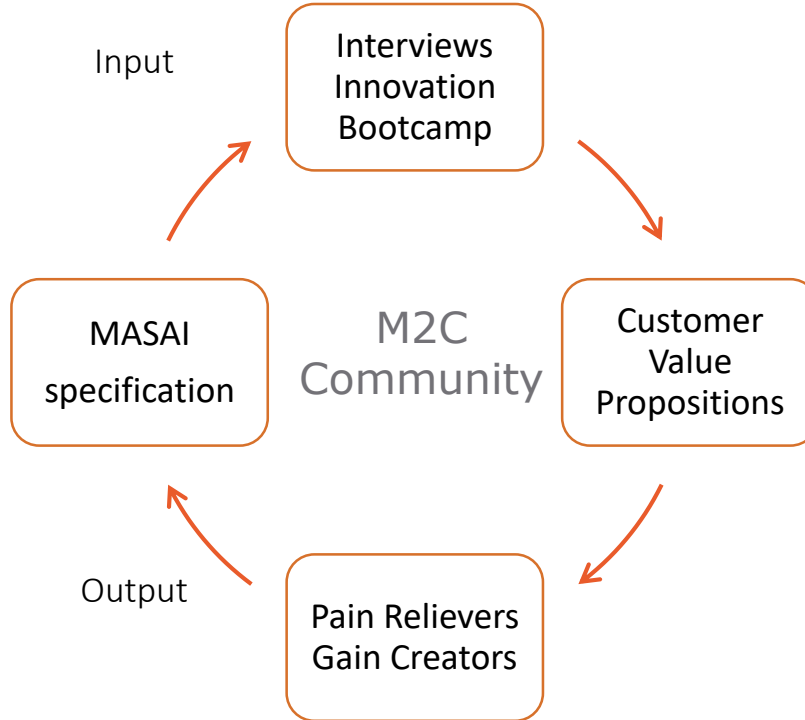 Input
Interviews
Innovation
Bootcamp
MASAI
specification
M2C
Community
Customer
Value
Propositions
Output
Pain Relievers
Gain Creators